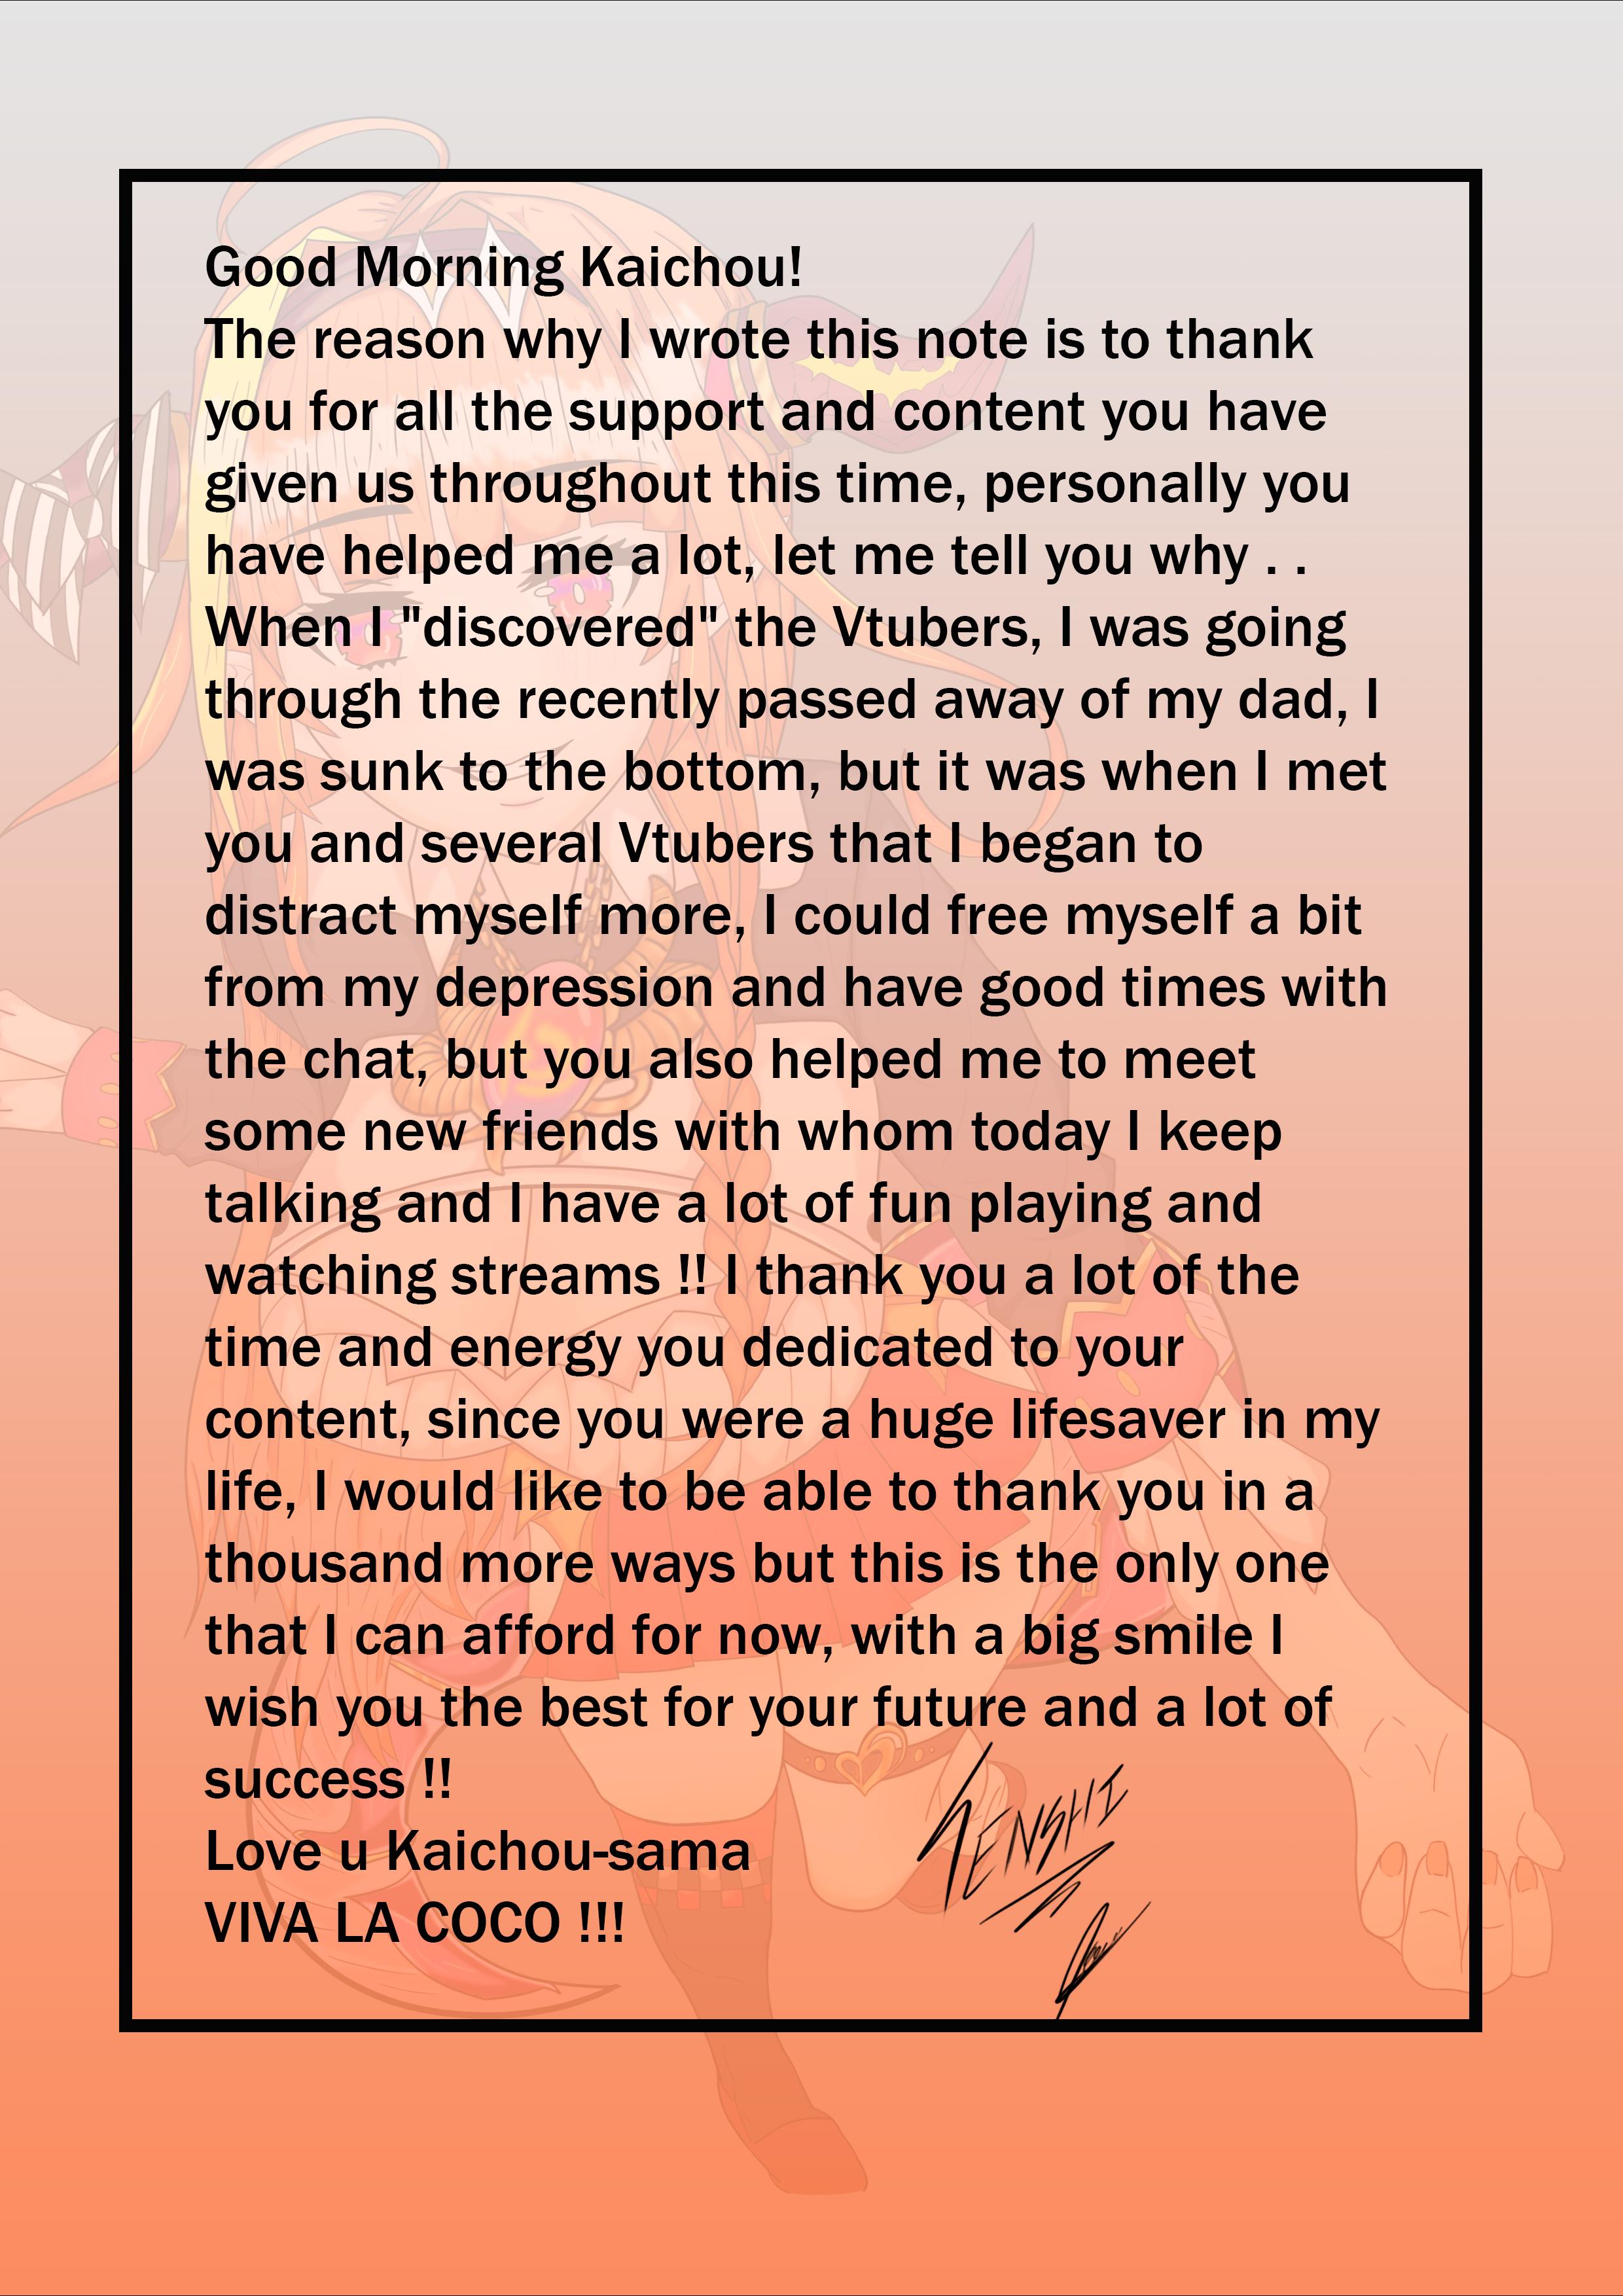 Good Morning Kaichou!
The reason why I wrote this note is to thank
you for all the support and content you have
given us throughout this time, personally you
have helped me a lot, let me tell you why . .
When I "discovered" the Vtubers, I was going
through the recently passed away of my dad, I
was sunk to the bottom, but it was when I met
you and several Vtubers that I began to
distract myself more, I could free myself a bit
from my depression and have good times with
the chat, but you also helped me to meet
some new friends with whom today I keep
talking and I have a lot of fun playing and
watching streams !! I thank you a lot of the
time and energy you dedicated to your
content, since you were a huge lifesaver in my
life, I would like to be able to thank you in a
thousand more ways but this is the only one
that I can afford for now, with a big smile I
wish you the best for your future and a lot of
success !!
Love u Kaichou-sama
VIVA LA COCO !!!